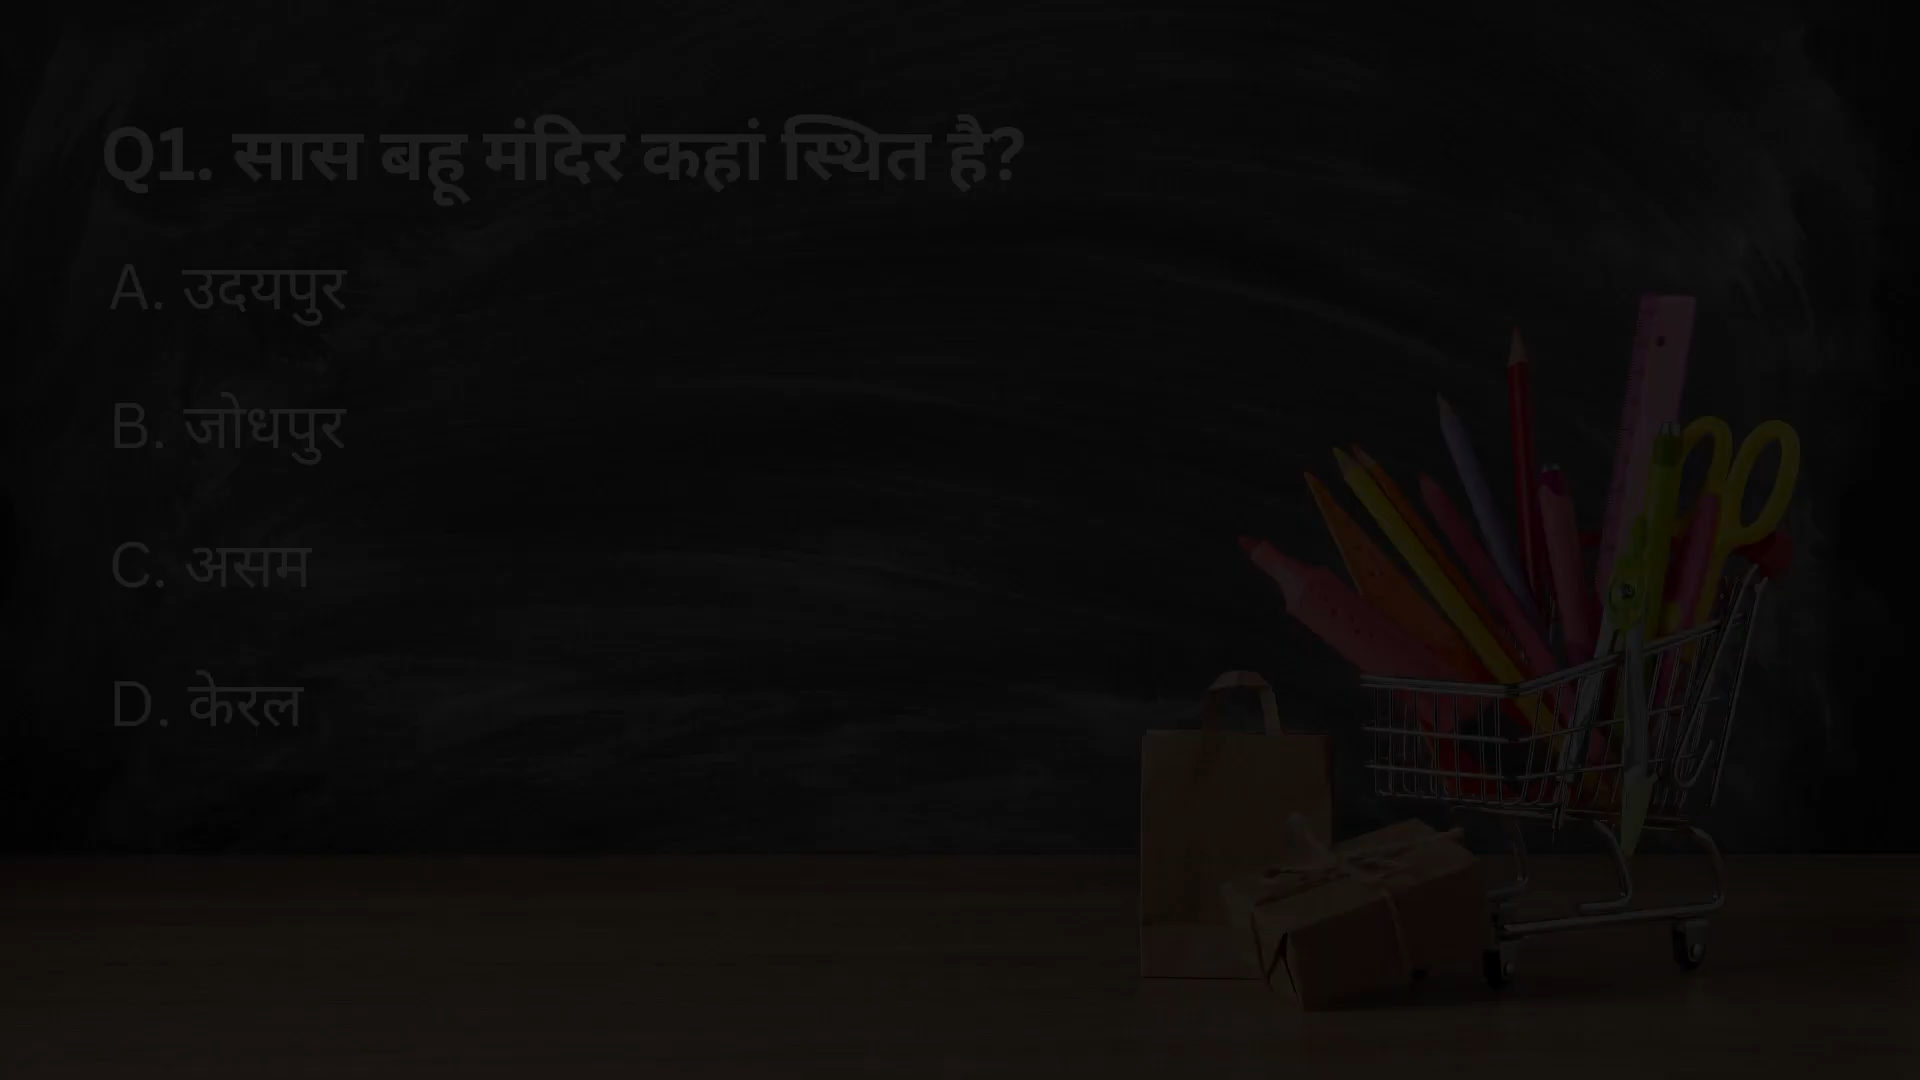 Q1. सास बहू मंदिर कहां स्थित है?
A. उदयपुर
B. जोधपुर
C. असम
D. केरल